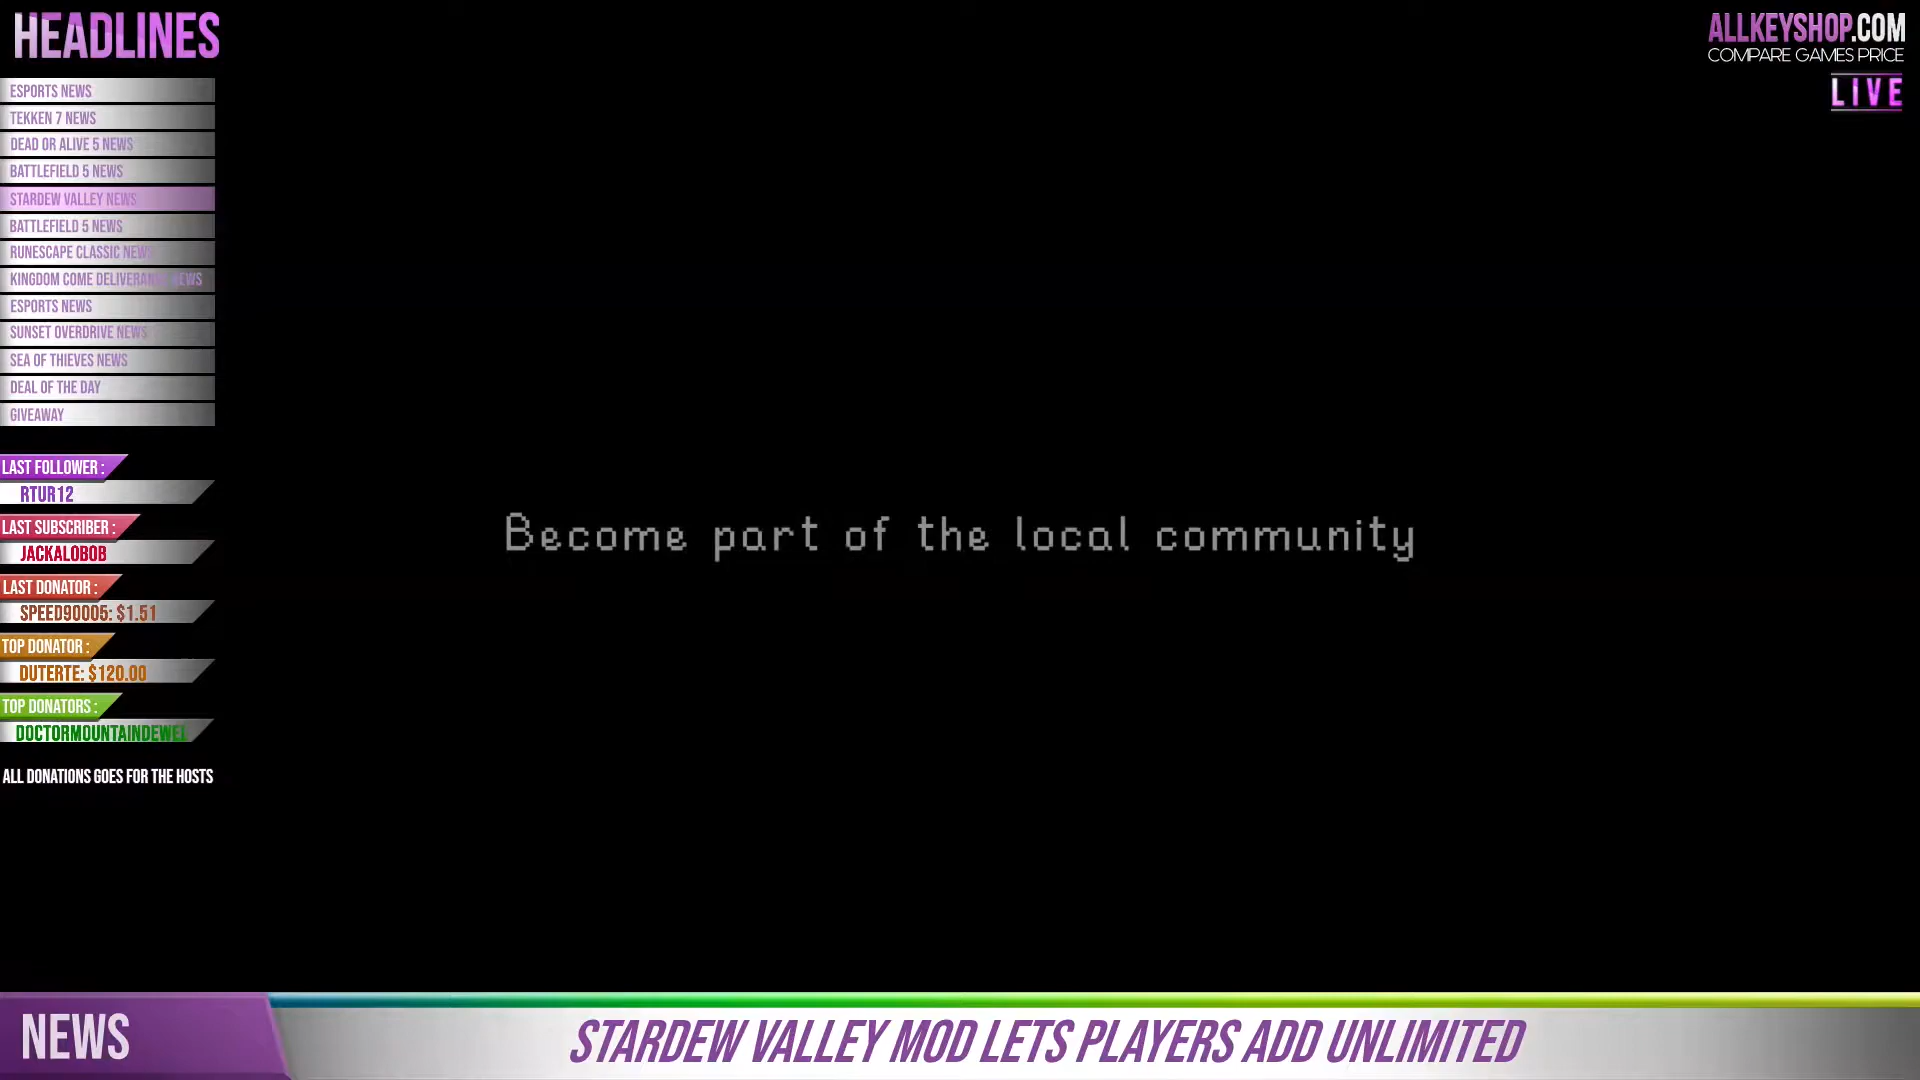 HEADLINES
ESPORTS NEWS
TEKKEN 7 NEWS
DEAD OR ALIVE 5 NEWS
BATTLEFIELD 5 NEWS
STARDEW VALLEY NEWS
BATTLEFIELD 5 NEWS
RUNESCAPE CLASSIC NEWS
KINGDOM COME DELIVERANCE NEWS
ESPORTS NEWS
SUNSET OVERDRIVE NEWS
SEA OF THIEVES NEWS
DEAL OF THE DAY
GIVEAWAY
LAST FOLLOWER :
RTUR12
LAST SUBSCRIBER :
JACKALOBOB
LAST DONATOR :
SPEED90005: $1.51
TOP DONATOR :
DUTERTE: $120.00
TOP DONATORS :
DOCTORMOUNTAINDEWEL
ALL DONATIONS GOES FOR THE HOSTS
ALLKEYSHOP.COM
COMPARE GAMES PRICE
LIVE
Become part of the local community
NEWS
STARDEW VALLEY MOD LETS PLAYERS ADD UNLIMITED